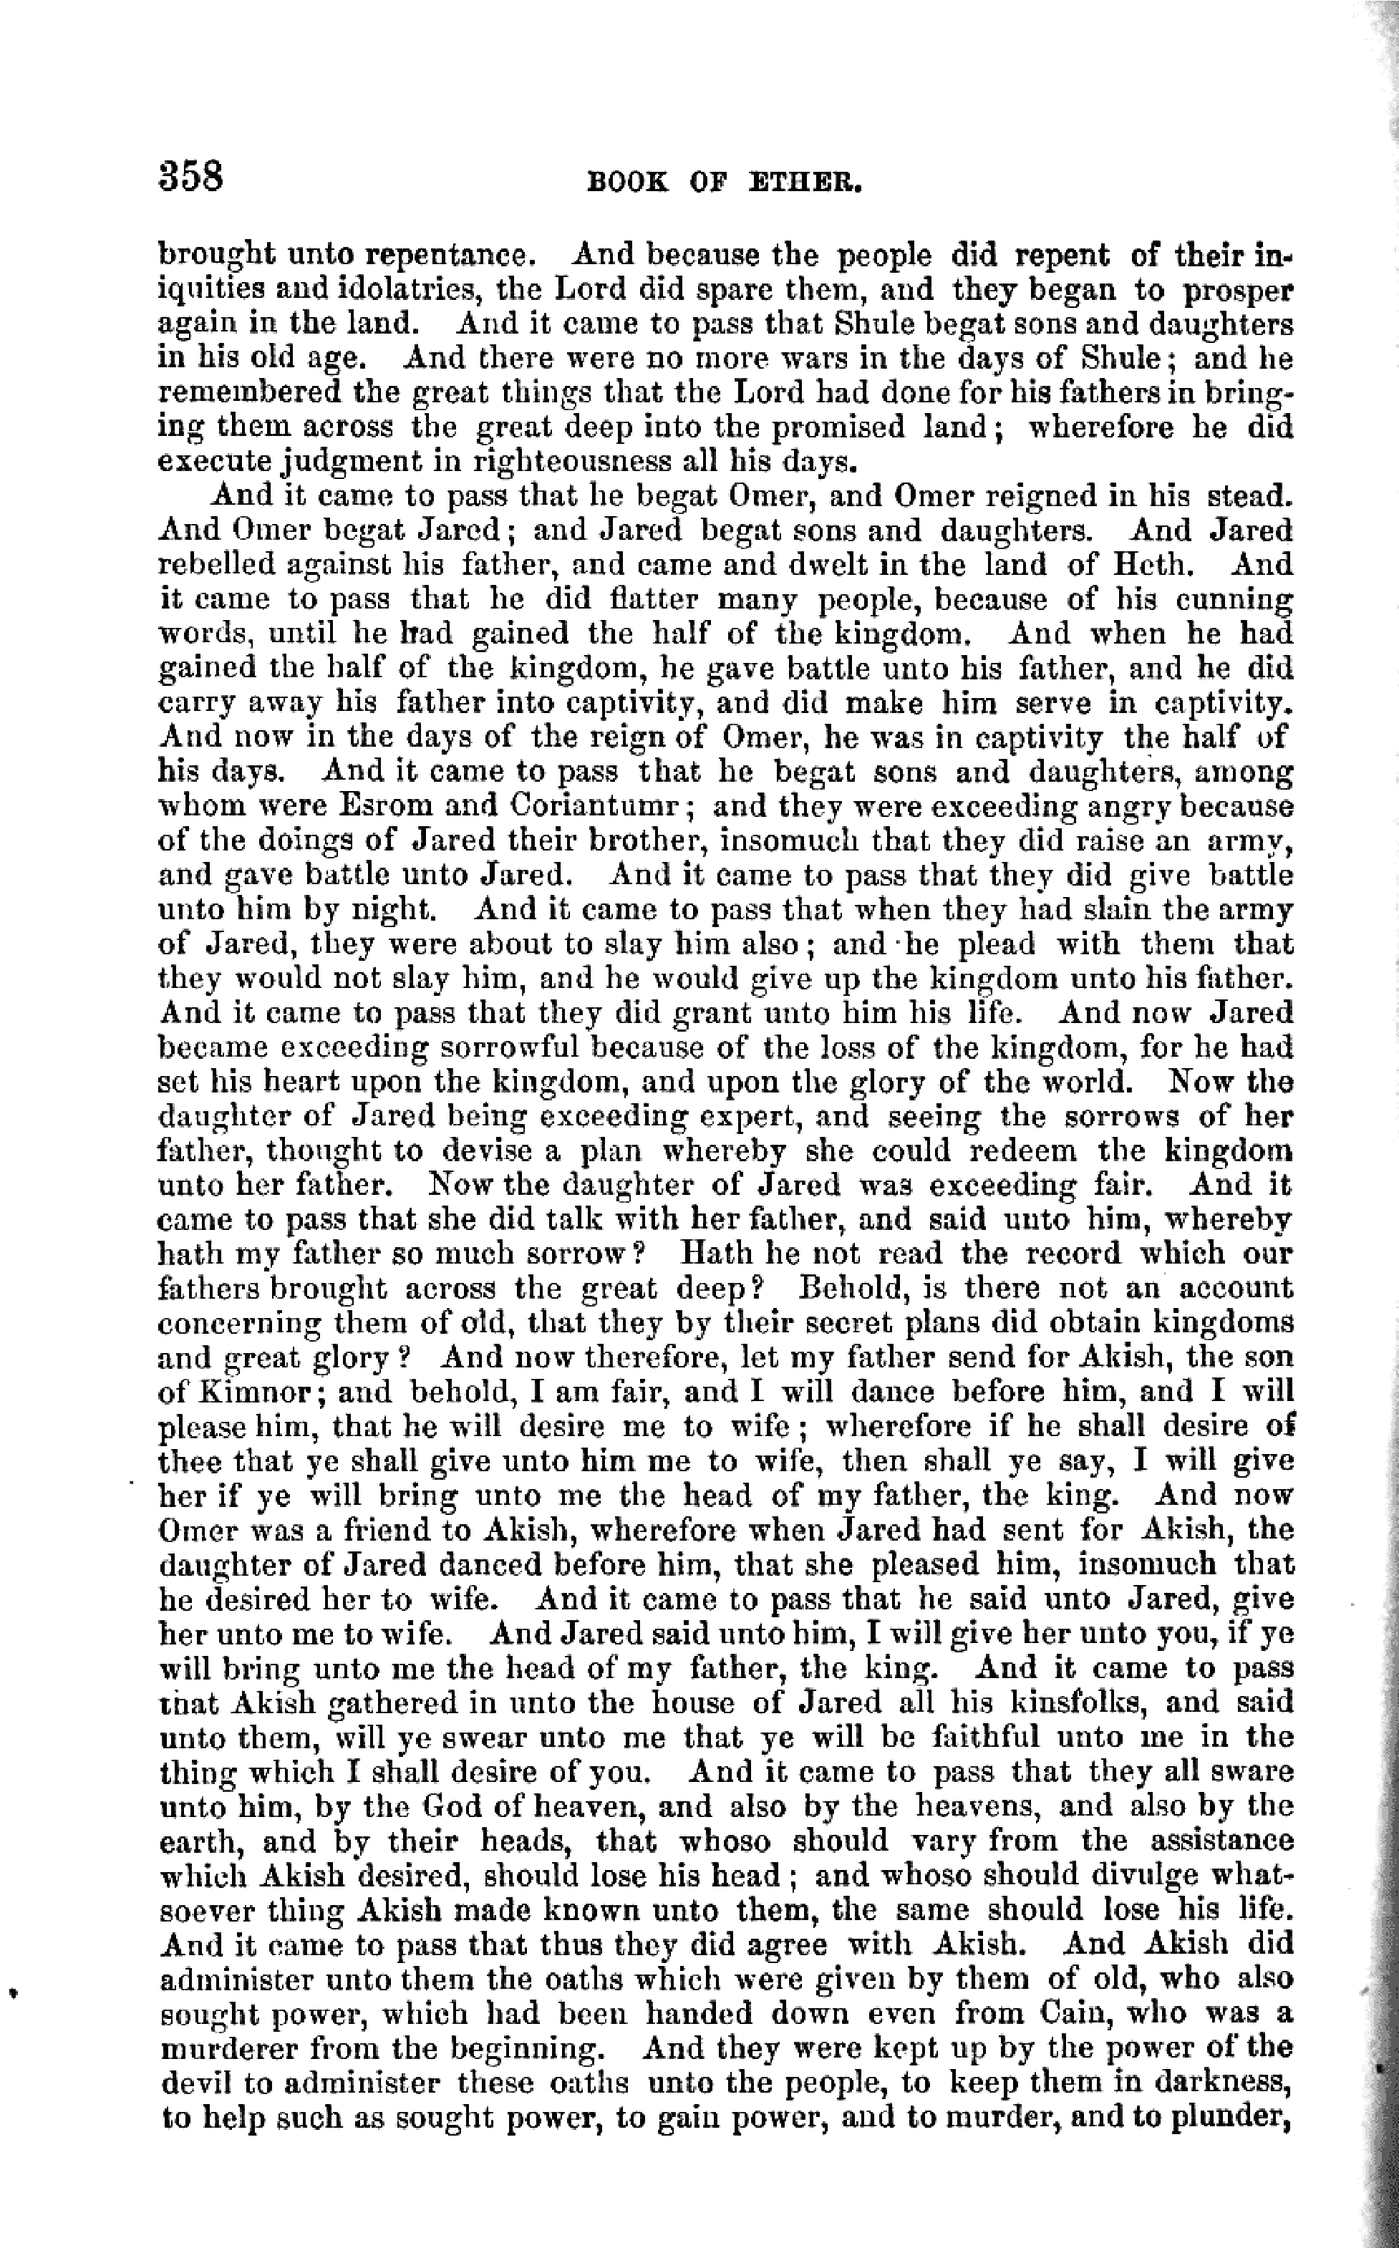 358 BOOK OF ETHER.
brought unto repentance. And because the people did repent of their in-
iquities and idolatries, the Lord did spare them, and they began to prosper
again in the land. And it came to pass that Shule begat sons and daughters
in his old age. And there were no more wars in the days of Shule; and he
remembered the great things that the Lord had done for his fathers in bring-
ing them across the great deep into the promised land; wherefore he did
execute judgment in righteousness all his days.
And it came to pass that he begat Omer, and Omer reigned in his stead.
And Omer begat Jared; and Jared begat sons and daughters. And Jared
rebelled against his father, and came and dwelt in the land of Heth. And
it came to pass that he did flatter many people, because of his cunning
words, until he had gained the half of the kingdom. And when he had
gained the half of the kingdom, he gave battle unto his father, and he did
carry away his father into captivity, and did make him serve in captivity.
And now in the days of the reign of Omer, he was in captivity the half of
his days. And it came to pass that he begat sons and daughters, among
whom were Esrom and Coriantumr; and they were exceeding angry because
of the doings of Jared their brother, insomuch that they did raise an army,
and gave battle unto Jared. And it came to pass that they did give battle
unto him by night. And it came to pass that when they had slain the army
of Jared, they were about to slay him also; and he plead with them that
they would not slay him, and he would give up the kingdom unto his father.
And it came to pass that they did grant unto him his life. And now Jared
became exceeding sorrowful because of the loss of the kingdom, for he had
set his heart upon the kingdom, and upon the glory of the world. Now the
daughter of Jared being exceeding expert, and seeing the sorrows of her
father, thought to devise a plan whereby she could redeem the kingdom
unto her father. Now the daughter of Jared was exceeding fair. And it
came to pass that she did talk with her father, and said unto him, whereby
hath my father so much sorrow? Hath he not read the record which our
fathers brought across the great deep? Behold, is there not an account
concerning them of old, that they by their secret plans did obtain kingdoms
and great glory? And now therefore, let my father send for Akish, the son
of Kimnor; and behold, I am fair, and I will dance before him, and I will
please him, that he will desire me to wife; wherefore if he shall desire of
thee that ye shall give unto him me to wife, then shall ye say, I will give
her if ye will bring unto me the head of my father, the king. And now
Omer was a friend to Akish, wherefore when Jared had sent for Akish, the
daughter of Jared danced before him, that she pleased him, insomuch that
he desired her to wife. And it came to pass that he said unto Jared, give
her unto me to wife. And Jared said unto him, I will give her unto you, if ye
will bring unto me the head of my father, the king. And it came to pass
that Akish gathered in unto the house of Jared all his kinsfolks, and said
unto them, will ye swear unto me that ye will be faithful unto me in the
thing which I shall desire of you. And it came to pass that they all sware
unto him, by the God of heaven, and also by the heavens, and also by the
earth, and by their heads, that whoso should vary from the assistance
which Akish desired, should lose his head; and whoso should divulge what-
soever thing Akish made known unto them, the same should lose his life.
And it came to pass that thus they did agree with Akish. And Akish did
administer unto them the oaths which were given by them of old, who also
sought power, which had been handed down even from Cain, who was a
murderer from the beginning. And they were kept up by the power of the
devil to administer these oaths unto the people, to keep them in darkness,
to help such as sought power, to gain power, and to murder, and to plunder,